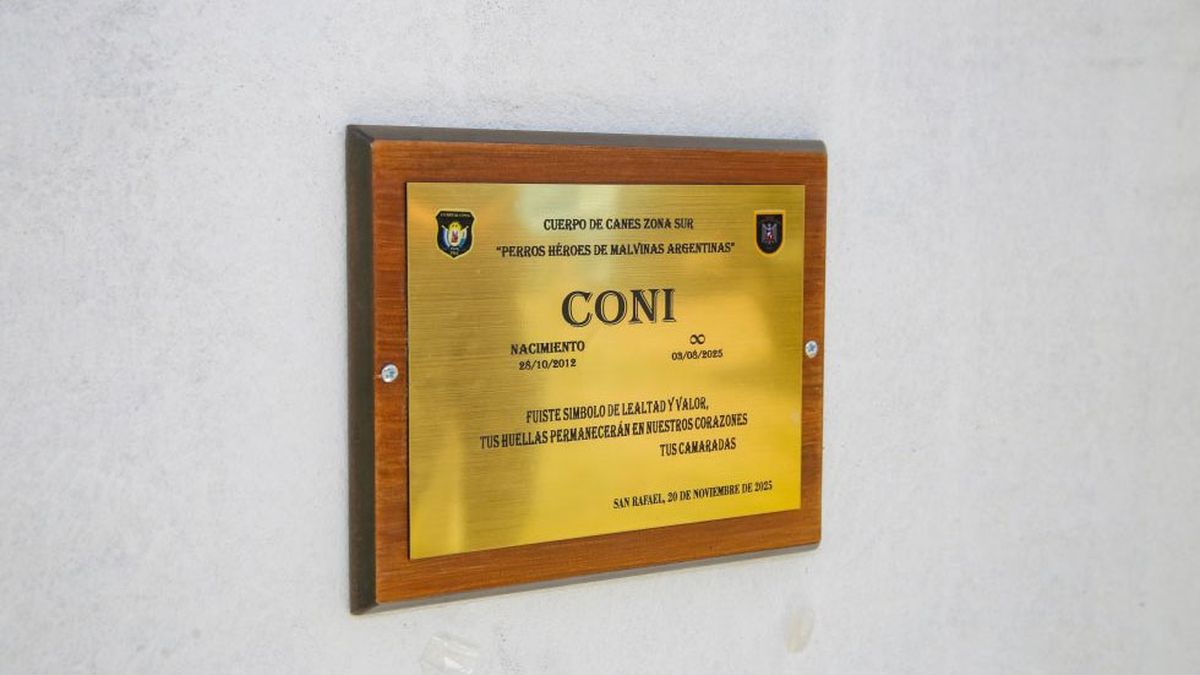 CUERPO DE CANES ZONA SUR
"PERROS HÉROES DE MALVINAS ARGENTINAS"
CONI
NACIMIENTO
28/10/2012
∞
03/08/2025
FUISTE SIMBOLO DE LEALTAD Y VALOR,
TUS HUELLAS PERMANECERÁN EN NUESTROS CORAZONES
TUS CAMARADAS
SAN RAFAEL, 20 DE NOVIEMBRE DE 2025